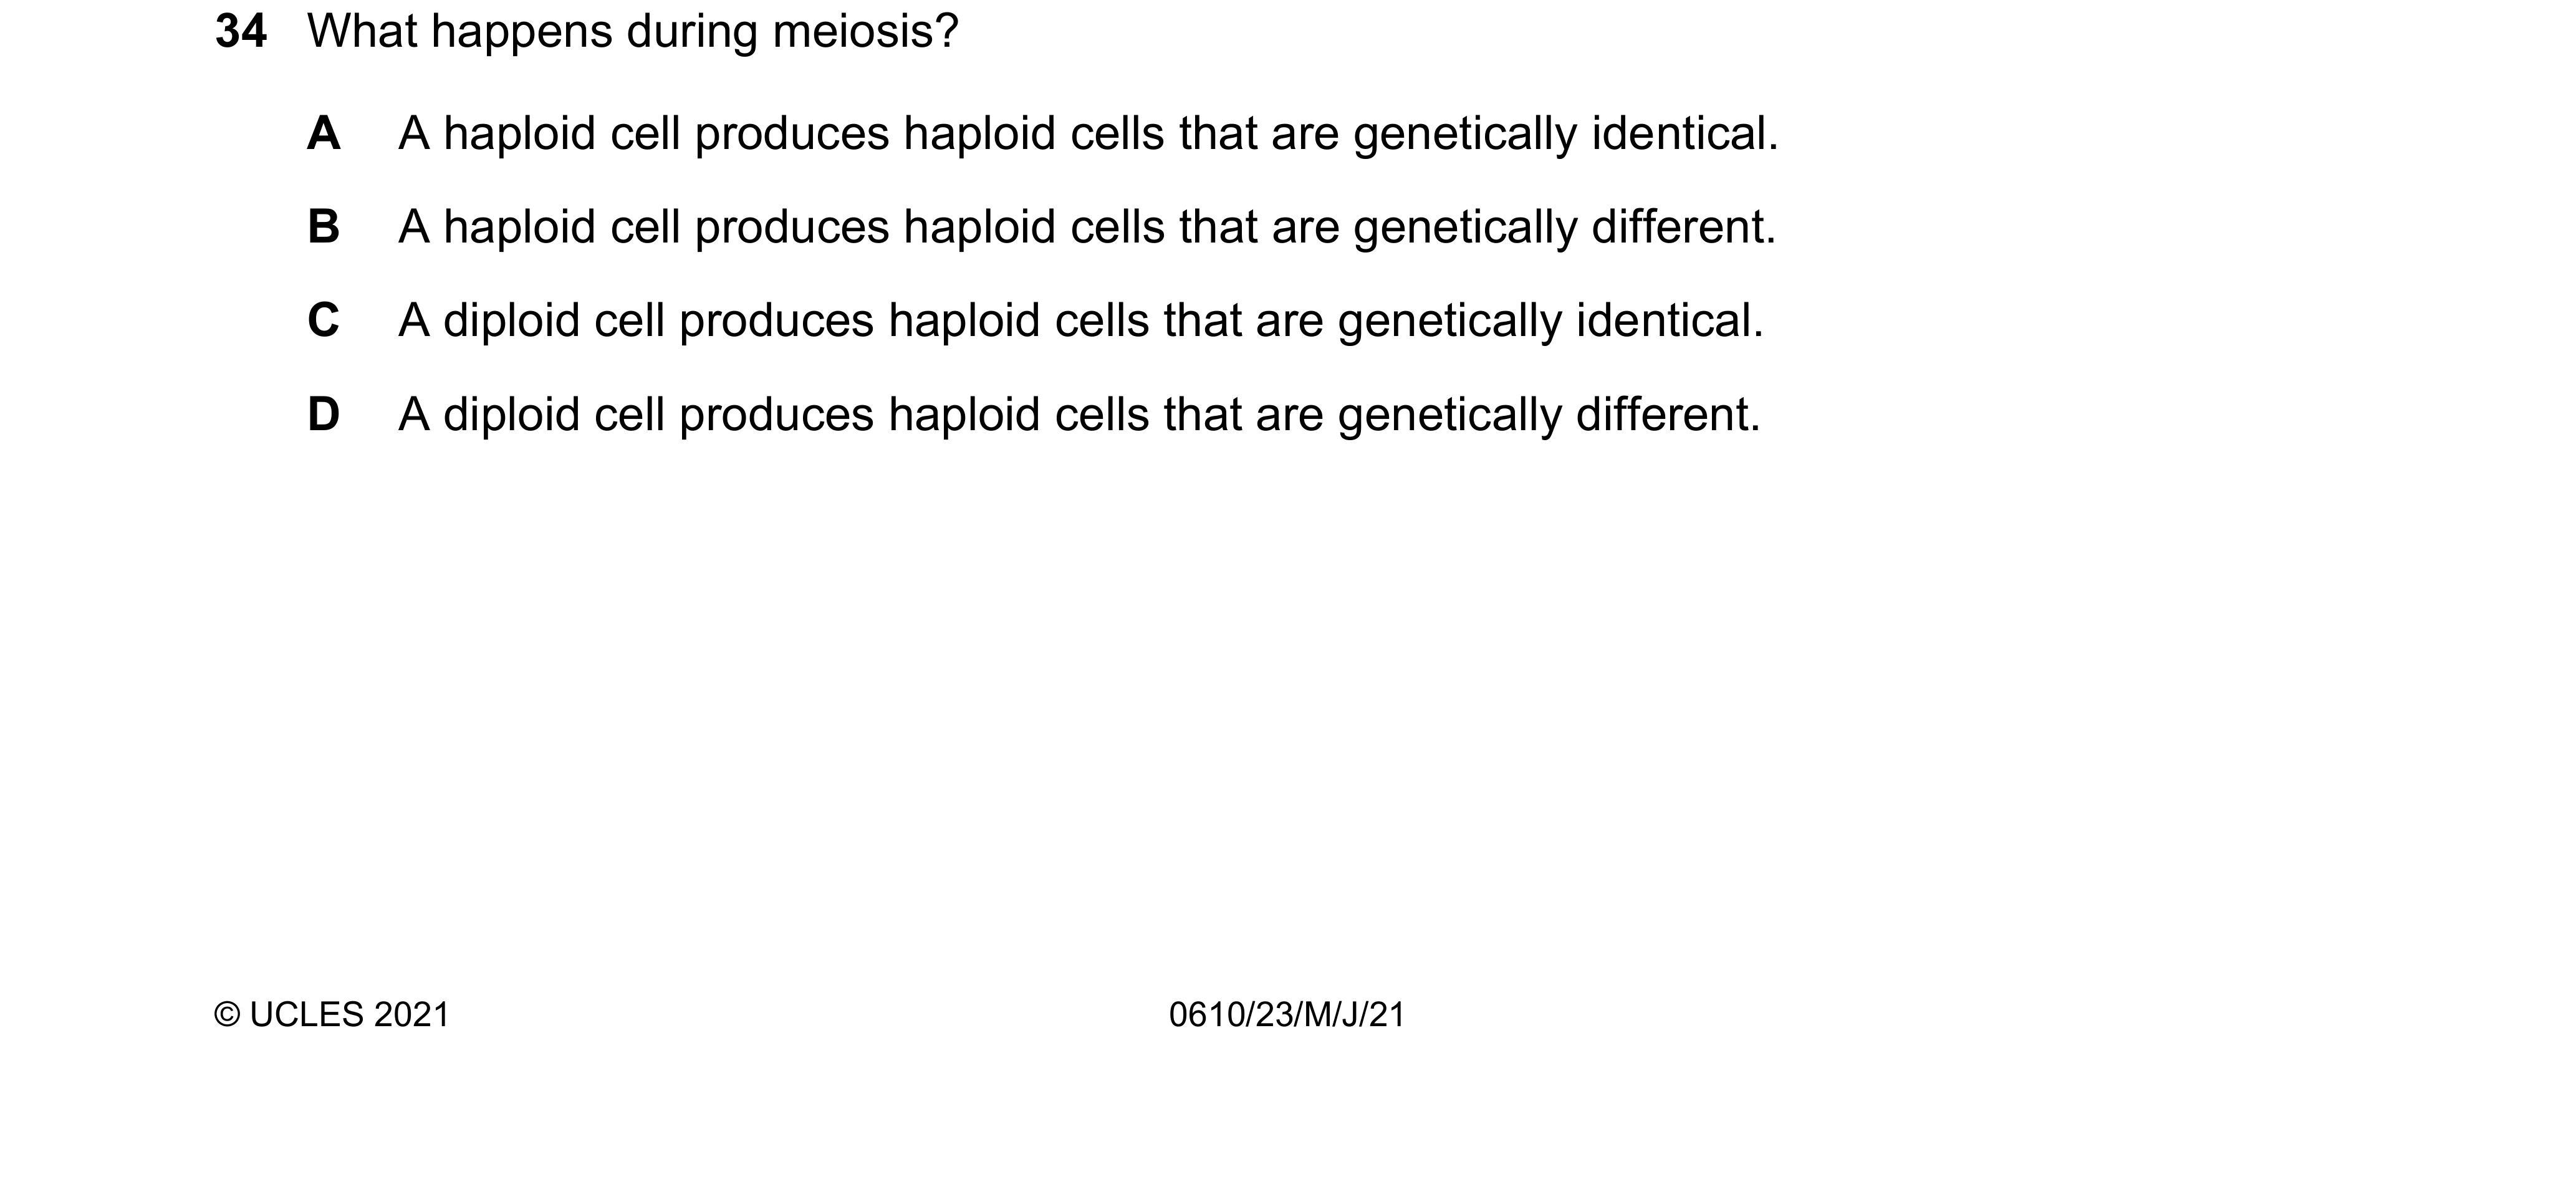 34 What happens during meiosis?
A A haploid cell produces haploid cells that are genetically identical.
B A haploid cell produces haploid cells that are genetically different.
C A diploid cell produces haploid cells that are genetically identical.
D A diploid cell produces haploid cells that are genetically different.
© UCLES 2021 0610/23/M/J/21